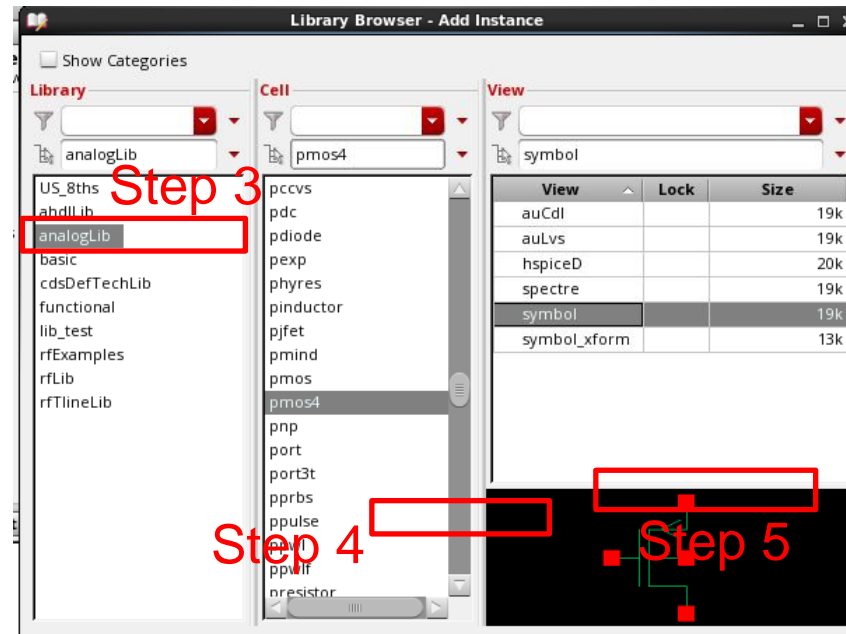 Library Browser - Add Instance
Show Categories
Library
Cell
View
analogLib
pmos4
symbol
Step 3
US_8ths
ahdlLib
analogLib
basic
cdsDefTechLib
functional
lib_test
rfExamples
rfLib
rfTlineLib
pccvs
pdc
pdiode
pexp
phyres
pinductor
pjfet
pmind
pmos
pmos4
pnp
port
port3t
pprbs
ppulse
ppwl
ppwlf
presistor
View Lock Size
auCdl 19k
auLvs 19k
hspiceD 20k
spectre 19k
symbol 19k
symbol_xform 13k
Step 4
Step 5